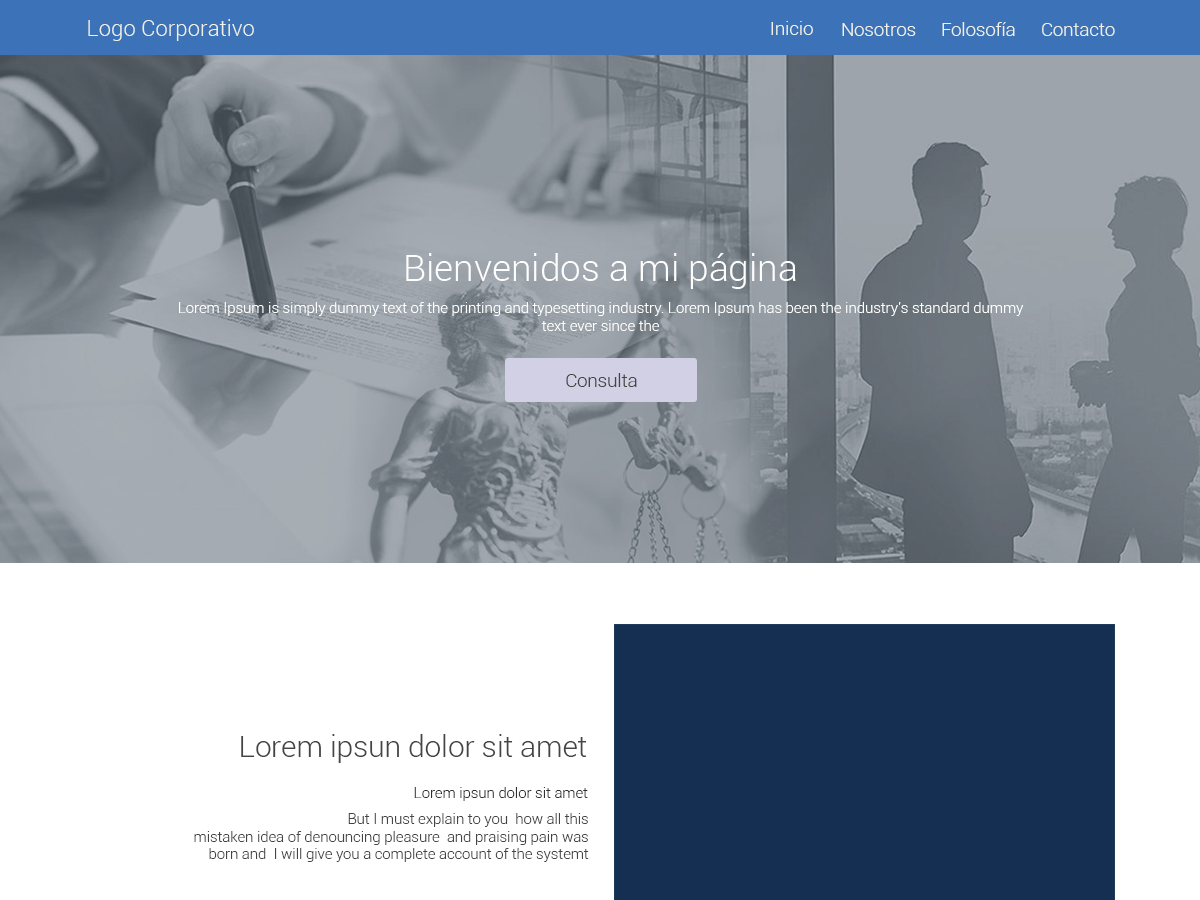 Logo Corporativo
Inicio Nosotros Folosofía Contacto
Bienvenidos a mi página
Lorem Ipsum is simply dummy text of the printing and typesetting industry. Lorem Ipsum has been the industry's standard dummy
text ever since the
Consulta
Lorem ipsun dolor sit amet
Lorem ipsun dolor sit amet
But I must explain to you how all this
mistaken idea of denouncing pleasure and praising pain was
born and I will give you a complete account of the systemt